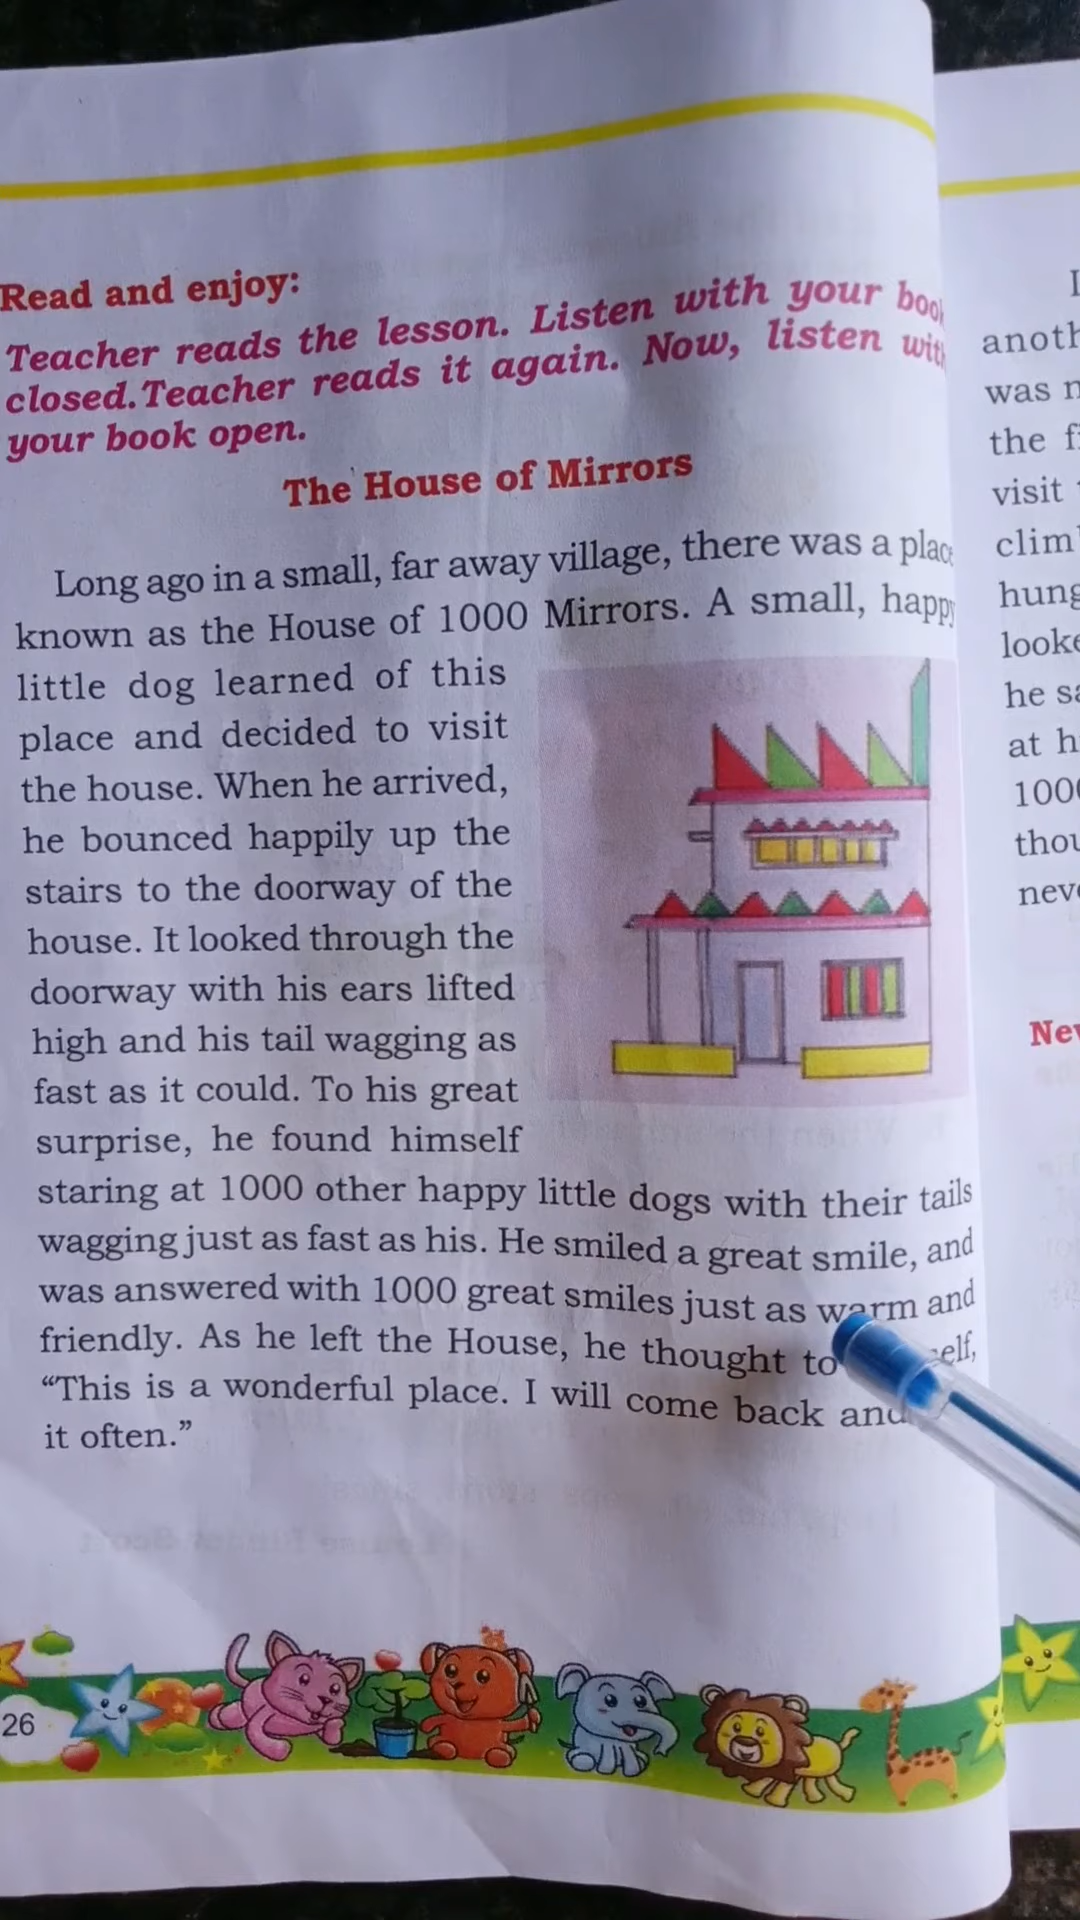 Read and enjoy:
Teacher reads the lesson. Listen with your book
closed.Teacher reads it again. Now, listen with
your book open.
The House of Mirrors
Long ago in a small, far away village, there was a place
known as the House of 1000 Mirrors. A small, happy
little dog learned of this
place and decided to visit
the house. When he arrived,
he bounced happily up the
stairs to the doorway of the
house. It looked through the
doorway with his ears lifted
high and his tail wagging as
fast as it could. To his great
surprise, he found himself
staring at 1000 other happy little dogs with their tails
wagging just as fast as his. He smiled a great smile, and
was answered with 1000 great smiles just as warm and
friendly. As he left the House, he thought to
“This is a wonderful place. I will come back and
it often.”
26
was
the
visit
he
at